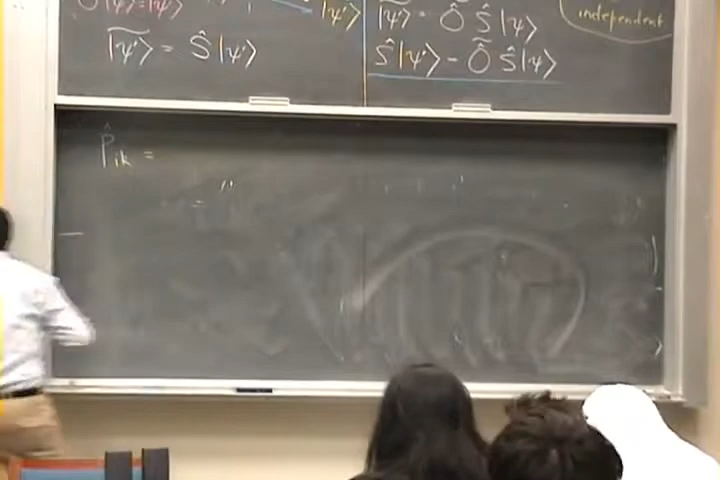 Ô|ψ⟩=|ψ'⟩
|ψ'⟩
|ψ'⟩~ = Ŝ|ψ⟩
|ψ'⟩~ = Ô~ Ŝ|ψ⟩
Ŝ|ψ'⟩ = Ô~ Ŝ|ψ⟩
independent
P̂ik =